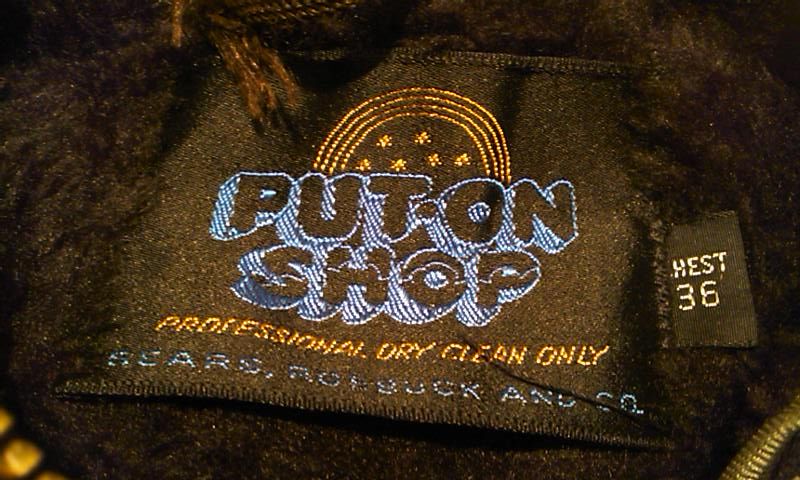 PUT-ON
SHOP
PROFESSIONAL DRY CLEAN ONLY
SEARS, ROEBUCK AND CO.
HEST
36